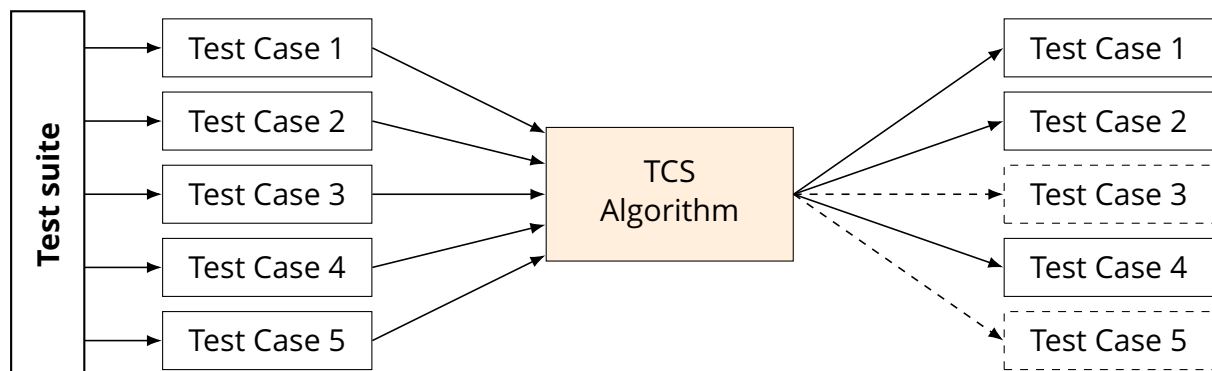 Test suite
Test Case 1
Test Case 2
Test Case 3
Test Case 4
Test Case 5
TCS
Algorithm
Test Case 1
Test Case 2
Test Case 3
Test Case 4
Test Case 5